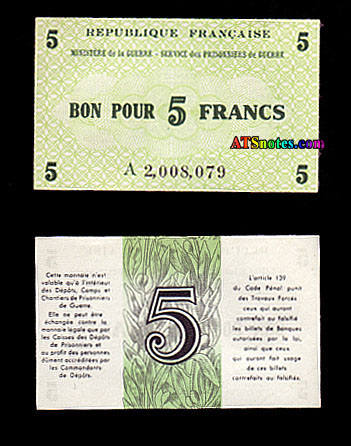 RÉPUBLIQUE FRANÇAISE
5 5
MINISTÈRE de la GUERRE - SERVICE des PRISONNIERS de GUERRE
BON POUR 5 FRANCS
ATSnotes.com
5 5
A 2,008,079
Cette monnaie n'est
valable qu'à l'intérieur
des Dépôts, Camps et
Chantiers de Prisonniers
de Guerre.
Elle ne peut être
échangée contre la
monnaie légale que par
les Caisses des Dépôts
de Prisonniers et
au profit des personnes
dûment accréditées par
les Commandants
de Dépôts.
5
L'article 139
du Code Pénal punit
des Travaux Forcés
ceux qui auront
contrefait ou falsifié
les billets de Banques
autorisées par la loi,
ainsi que ceux
qui auront fait usage
de ces billets
contrefaits ou falsifiés.